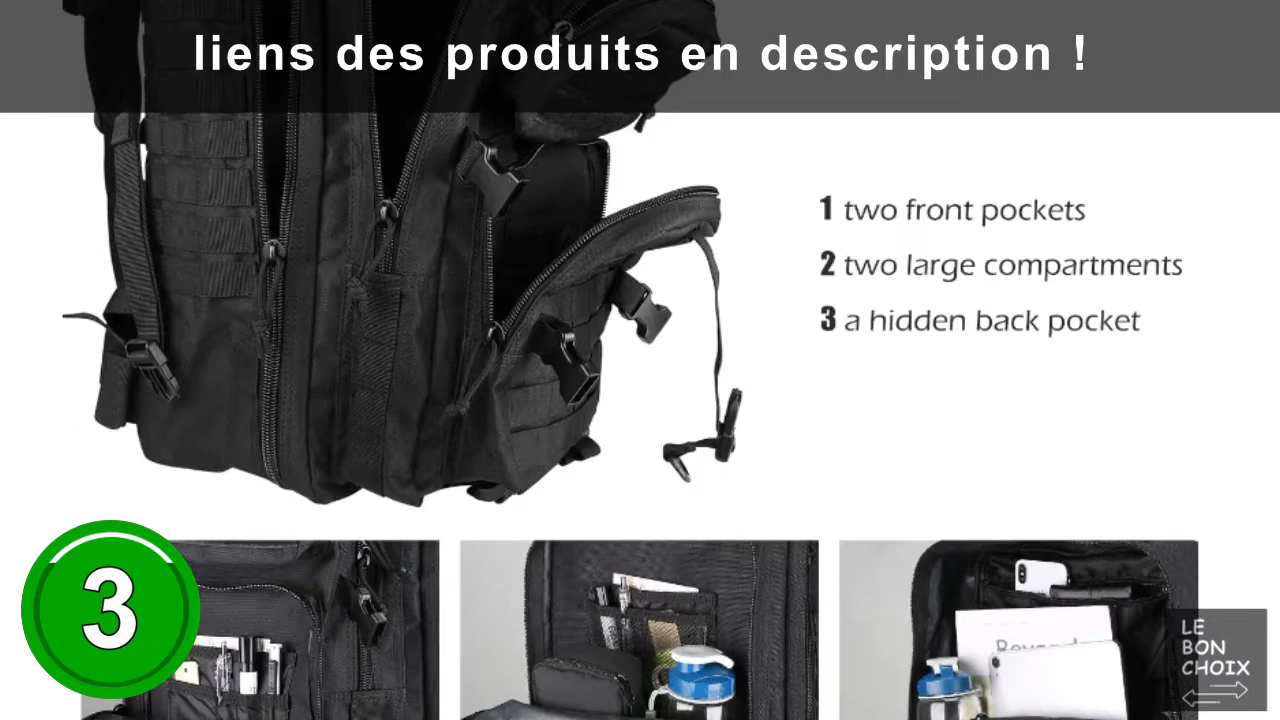 liens des produits en description !
1 two front pockets
2 two large compartments
3 a hidden back pocket
3
LE
BON
CHOIX